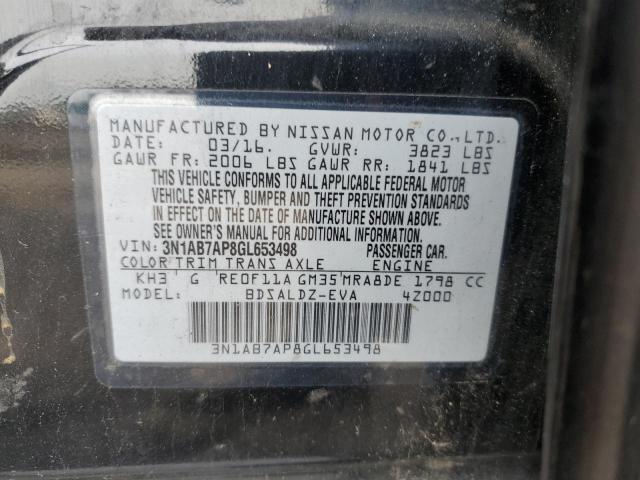 MANUFACTURED BY NISSAN MOTOR CO.,LTD.
DATE: 03/16. GVWR: 3823 LBS
GAWR FR: 2006 LBS GAWR RR: 1841 LBS
THIS VEHICLE CONFORMS TO ALL APPLICABLE FEDERAL MOTOR
VEHICLE SAFETY, BUMPER, AND THEFT PREVENTION STANDARDS
IN EFFECT ON THE DATE OF MANUFACTURE SHOWN ABOVE.
SEE OWNER'S MANUAL FOR ADDITIONAL INFORMATION.
VIN: 3N1AB7AP8GL653498 PASSENGER CAR.
COLOR TRIM TRANS AXLE ENGINE
KH3 G RE0F11A GM35 MRA8DE 1798 CC
MODEL: BDSALDZ-EVA 4Z000
3N1AB7AP8GL653498